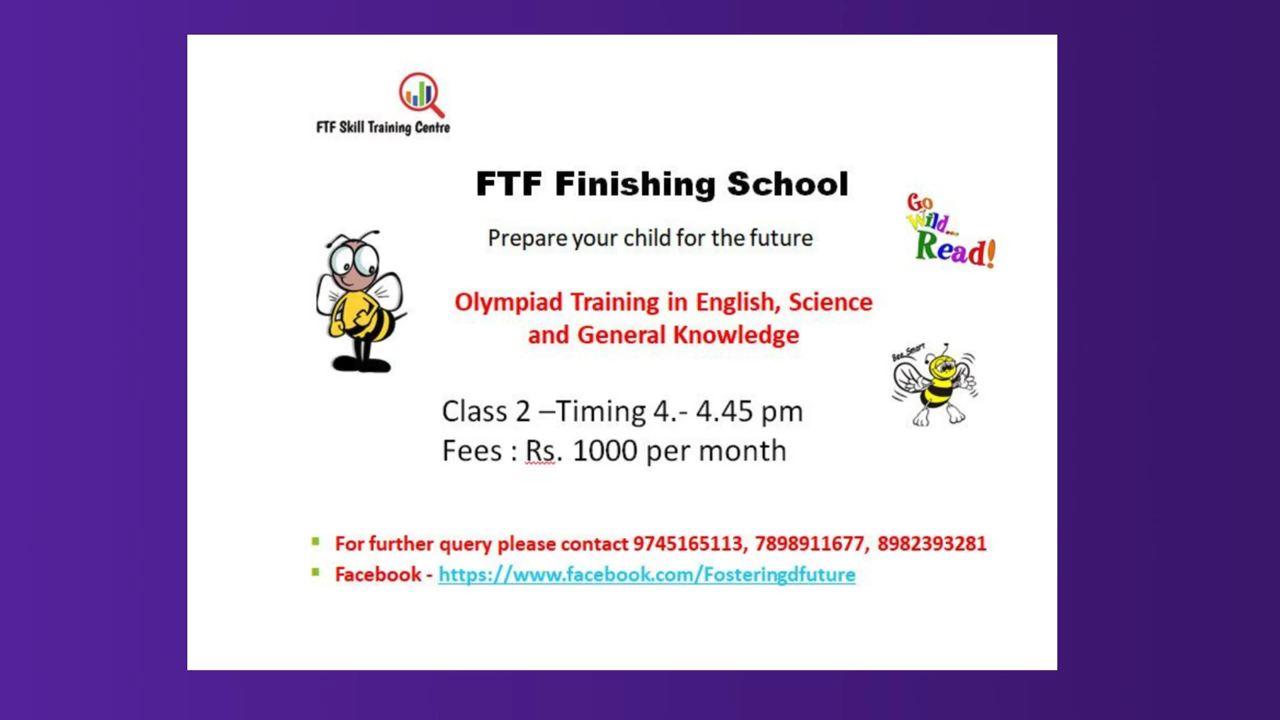 FTF Skill Training Centre
FTF Finishing School
Go
Wild...
Read!
Prepare your child for the future
Olympiad Training in English, Science
and General Knowledge
Bee Smart
Class 2 –Timing 4.- 4.45 pm
Fees : Rs. 1000 per month
For further query please contact 9745165113, 7898911677, 8982393281
Facebook - https://www.facebook.com/Fosteringdfuture